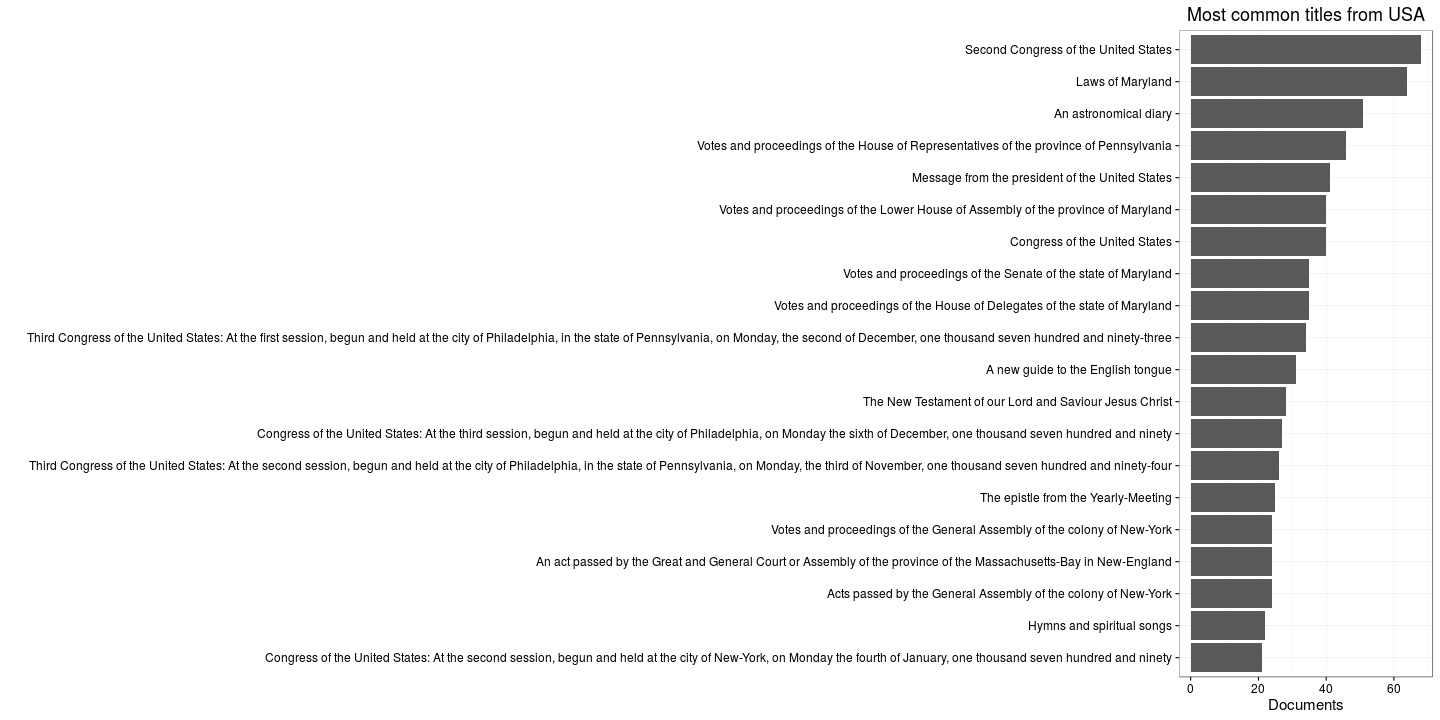 Most common titles from USA
Second Congress of the United States
Laws of Maryland
An astronomical diary
Votes and proceedings of the House of Representatives of the province of Pennsylvania
Message from the president of the United States
Votes and proceedings of the Lower House of Assembly of the province of Maryland
Congress of the United States
Votes and proceedings of the Senate of the state of Maryland
Votes and proceedings of the House of Delegates of the state of Maryland
Third Congress of the United States: At the first session, begun and held at the city of Philadelphia, in the state of Pennsylvania, on Monday, the second of December, one thousand seven hundred and ninety-three
A new guide to the English tongue
The New Testament of our Lord and Saviour Jesus Christ
Congress of the United States: At the third session, begun and held at the city of Philadelphia, on Monday the sixth of December, one thousand seven hundred and ninety
Third Congress of the United States: At the second session, begun and held at the city of Philadelphia, in the state of Pennsylvania, on Monday, the third of November, one thousand seven hundred and ninety-four
The epistle from the Yearly-Meeting
Votes and proceedings of the General Assembly of the colony of New-York
An act passed by the Great and General Court or Assembly of the province of the Massachusetts-Bay in New-England
Acts passed by the General Assembly of the colony of New-York
Hymns and spiritual songs
Congress of the United States: At the second session, begun and held at the city of New-York, on Monday the fourth of January, one thousand seven hundred and ninety
0 20 40 60
Documents